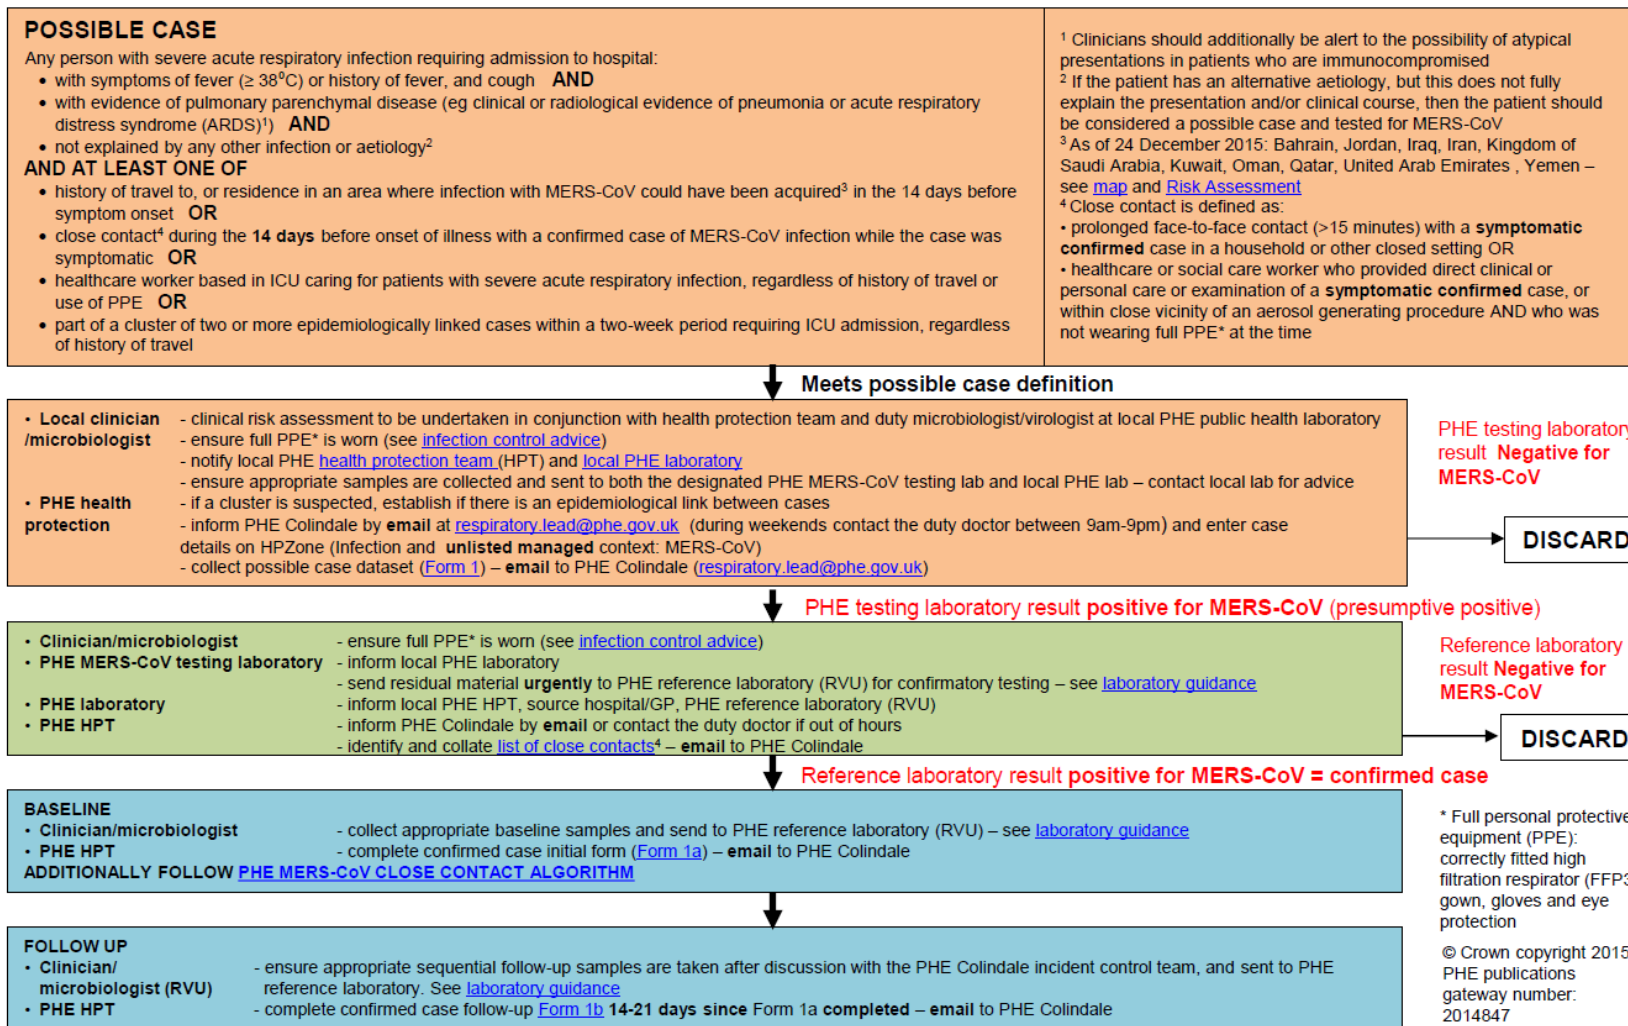 POSSIBLE CASE
Any person with severe acute respiratory infection requiring admission to hospital:
• with symptoms of fever (≥ 38⁰C) or history of fever, and cough AND
• with evidence of pulmonary parenchymal disease (eg clinical or radiological evidence of pneumonia or acute respiratory
distress syndrome (ARDS)¹) AND
• not explained by any other infection or aetiology²
AND AT LEAST ONE OF
• history of travel to, or residence in an area where infection with MERS-CoV could have been acquired³ in the 14 days before
symptom onset OR
• close contact⁴ during the 14 days before onset of illness with a confirmed case of MERS-CoV infection while the case was
symptomatic OR
• healthcare worker based in ICU caring for patients with severe acute respiratory infection, regardless of history of travel or
use of PPE OR
• part of a cluster of two or more epidemiologically linked cases within a two-week period requiring ICU admission, regardless
of history of travel
¹ Clinicians should additionally be alert to the possibility of atypical
presentations in patients who are immunocompromised
² If the patient has an alternative aetiology, but this does not fully
explain the presentation and/or clinical course, then the patient should
be considered a possible case and tested for MERS-CoV
³ As of 24 December 2015: Bahrain, Jordan, Iraq, Iran, Kingdom of
Saudi Arabia, Kuwait, Oman, Qatar, United Arab Emirates , Yemen –
see map and Risk Assessment
⁴ Close contact is defined as:
• prolonged face-to-face contact (>15 minutes) with a symptomatic
confirmed case in a household or other closed setting OR
• healthcare or social care worker who provided direct clinical or
personal care or examination of a symptomatic confirmed case, or
within close vicinity of an aerosol generating procedure AND who was
not wearing full PPE* at the time
Meets possible case definition
• Local clinician - clinical risk assessment to be undertaken in conjunction with health protection team and duty microbiologist/virologist at local PHE public health laboratory
/microbiologist - ensure full PPE* is worn (see infection control advice)
- notify local PHE health protection team (HPT) and local PHE laboratory
- ensure appropriate samples are collected and sent to both the designated PHE MERS-CoV testing lab and local PHE lab – contact local lab for advice
• PHE health - if a cluster is suspected, establish if there is an epidemiological link between cases
protection - inform PHE Colindale by email at respiratory.lead@phe.gov.uk (during weekends contact the duty doctor between 9am-9pm) and enter case
details on HPZone (Infection and unlisted managed context: MERS-CoV)
- collect possible case dataset (Form 1) – email to PHE Colindale (respiratory.lead@phe.gov.uk)
PHE testing laboratory
result Negative for
MERS-CoV
DISCARD
PHE testing laboratory result positive for MERS-CoV (presumptive positive)
• Clinician/microbiologist - ensure full PPE* is worn (see infection control advice)
• PHE MERS-CoV testing laboratory - inform local PHE laboratory
- send residual material urgently to PHE reference laboratory (RVU) for confirmatory testing – see laboratory guidance
• PHE laboratory - inform local PHE HPT, source hospital/GP, PHE reference laboratory (RVU)
• PHE HPT - inform PHE Colindale by email or contact the duty doctor if out of hours
- identify and collate list of close contacts⁴ – email to PHE Colindale
Reference laboratory
result Negative for
MERS-CoV
DISCARD
Reference laboratory result positive for MERS-CoV = confirmed case
BASELINE
• Clinician/microbiologist - collect appropriate baseline samples and send to PHE reference laboratory (RVU) – see laboratory guidance
• PHE HPT - complete confirmed case initial form (Form 1a) – email to PHE Colindale
ADDITIONALLY FOLLOW PHE MERS-CoV CLOSE CONTACT ALGORITHM
FOLLOW UP
• Clinician/ - ensure appropriate sequential follow-up samples are taken after discussion with the PHE Colindale incident control team, and sent to PHE
microbiologist (RVU) reference laboratory. See laboratory guidance
• PHE HPT - complete confirmed case follow-up Form 1b 14-21 days since Form 1a completed – email to PHE Colindale
* Full personal protective
equipment (PPE):
correctly fitted high
filtration respirator (FFP3
gown, gloves and eye
protection
© Crown copyright 2015
PHE publications
gateway number:
2014847